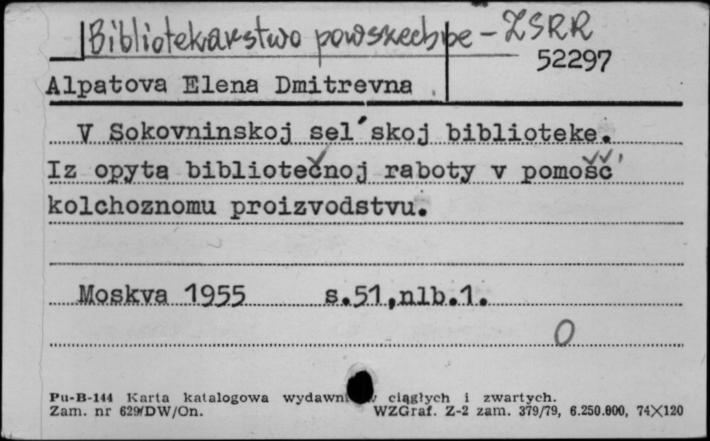 Bibliotekarstwo powszechne - ZSRR
52297
Alpatova Elena Dmitrevna
V Sokovninskoj sel'skoj biblioteke.
Iz opyta bibliotečnoj raboty v pomošč'
kolchoznomu proizvodstvu.
Moskva 1955 s.51,nlb.1.
0
Pu-B-144 Karta katalogowa ciągłych i zwartych.
Zam. nr 629/DW/On. WZGraf. Z-2 zam. 379/79, 6.250.000, 74X120